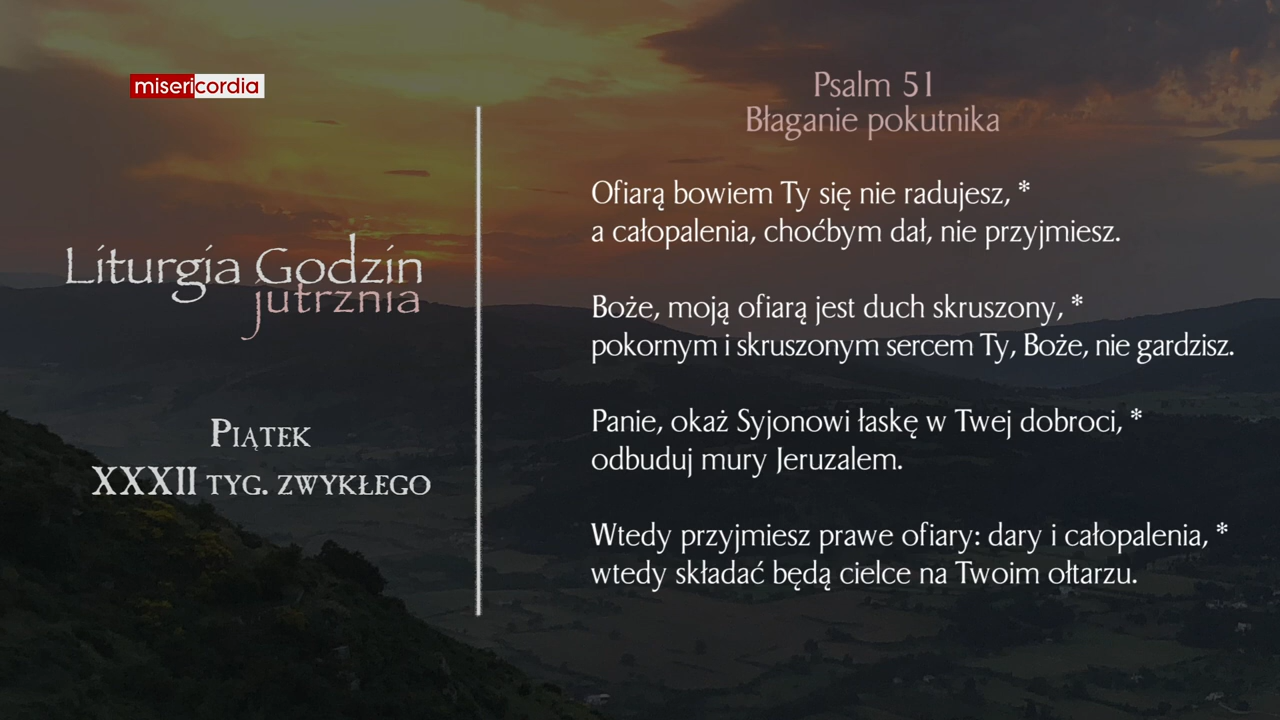 misericordia
Liturgia Godzin
jutrznia
Piątek
XXXII tyg. zwykłego
Psalm 51
Błaganie pokutnika
Ofiarą bowiem Ty się nie radujesz, *
a całopalenia, choćbym dał, nie przyjmiesz.
Boże, moją ofiarą jest duch skruszony, *
pokornym i skruszonym sercem Ty, Boże, nie gardzisz.
Panie, okaż Syjonowi łaskę w Twej dobroci, *
odbuduj mury Jeruzalem.
Wtedy przyjmiesz prawe ofiary: dary i całopalenia, *
wtedy składać będą cielce na Twoim ołtarzu.